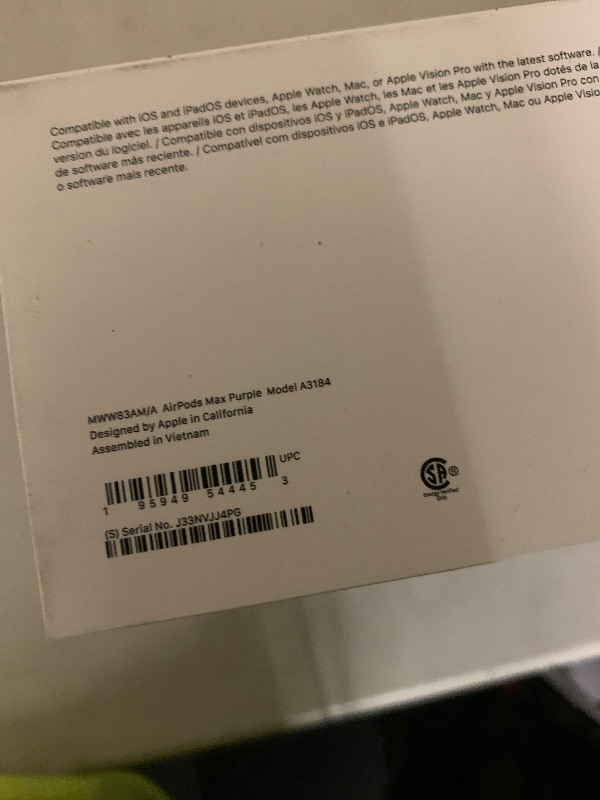 Compatible with iOS and iPadOS devices, Apple Watch, Mac, or Apple Vision Pro with the latest software. /
Compatible avec les appareils iOS et iPadOS, les Apple Watch, les Mac et les Apple Vision Pro dotés de la
version du logiciel. / Compatible con dispositivos iOS y iPadOS, Apple Watch, Mac y Apple Vision Pro con
de software más reciente. / Compatível com dispositivos iOS e iPadOS, Apple Watch, Mac ou Apple Visio
o software mais recente.
MWW83AM/A AirPods Max Purple Model A3184
Designed by Apple in California
Assembled in Vietnam
UPC
1 95949 54445 3
(S) Serial No. J33NVJJ4PG
SA ®
Energy Verified
Only